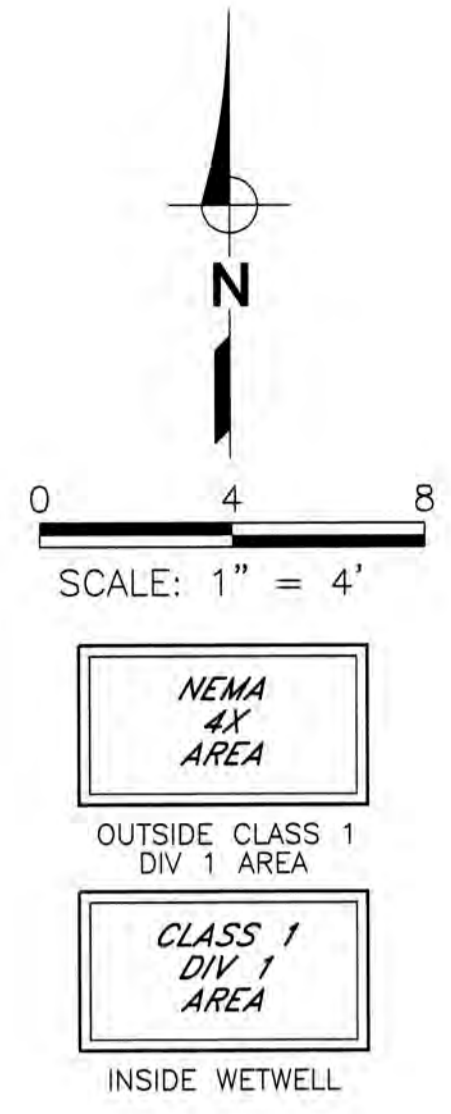 N
0 4 8
SCALE: 1" = 4'
NEMA
4X
AREA
OUTSIDE CLASS 1
DIV 1 AREA
CLASS 1
DIV 1
AREA
INSIDE WETWELL